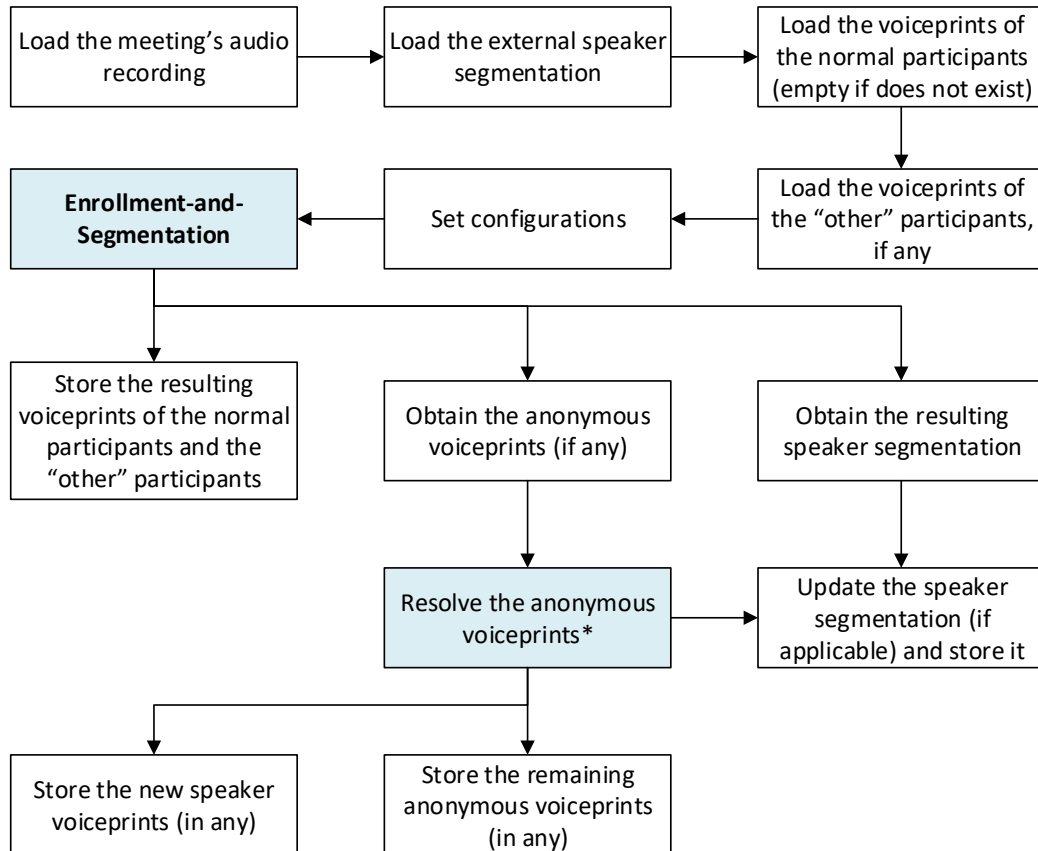 Load the meeting’s audio
recording
Load the external speaker
segmentation
Load the voiceprints of
the normal participants
(empty if does not exist)
Enrollment-and-
Segmentation
Set configurations
Load the voiceprints of
the “other” participants,
if any
Store the resulting
voiceprints of the normal
participants and the
“other” participants
Obtain the anonymous
voiceprints (if any)
Obtain the resulting
speaker segmentation
Resolve the anonymous
voiceprints*
Update the speaker
segmentation (if
applicable) and store it
Store the new speaker
voiceprints (in any)
Store the remaining
anonymous voiceprints
(in any)